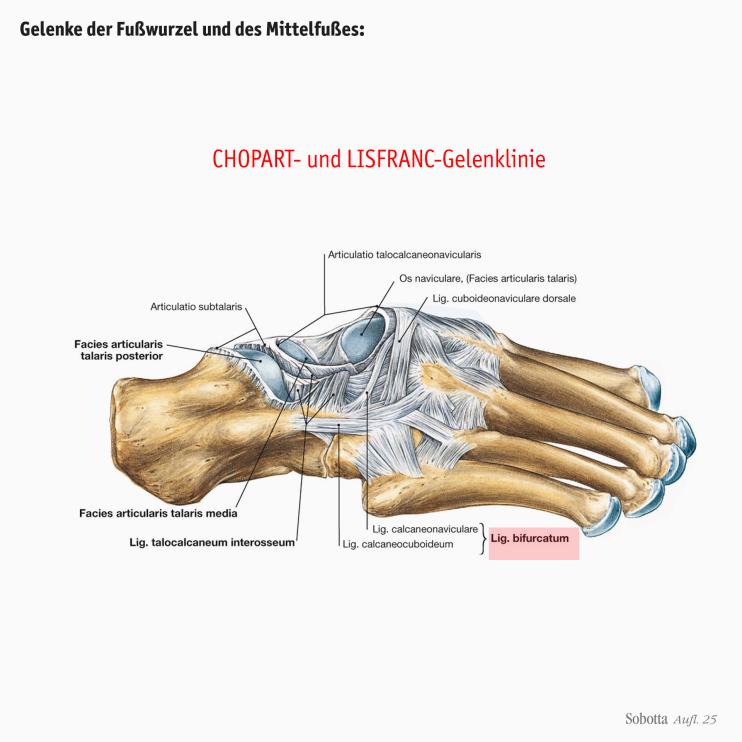 Gelenke der Fußwurzel und des Mittelfußes:
CHOPART- und LISFRANC-Gelenklinie
Articulatio talocalcaneonavicularis
Os naviculare, (Facies articularis talaris)
Lig. cuboideonaviculare dorsale
Articulatio subtalaris
Facies articularis
talaris posterior
Facies articularis talaris media
Lig. talocalcaneum interosseum
Lig. calcaneonaviculare
Lig. calcaneocuboideum
Lig. bifurcatum
Sobotta Aufl. 25